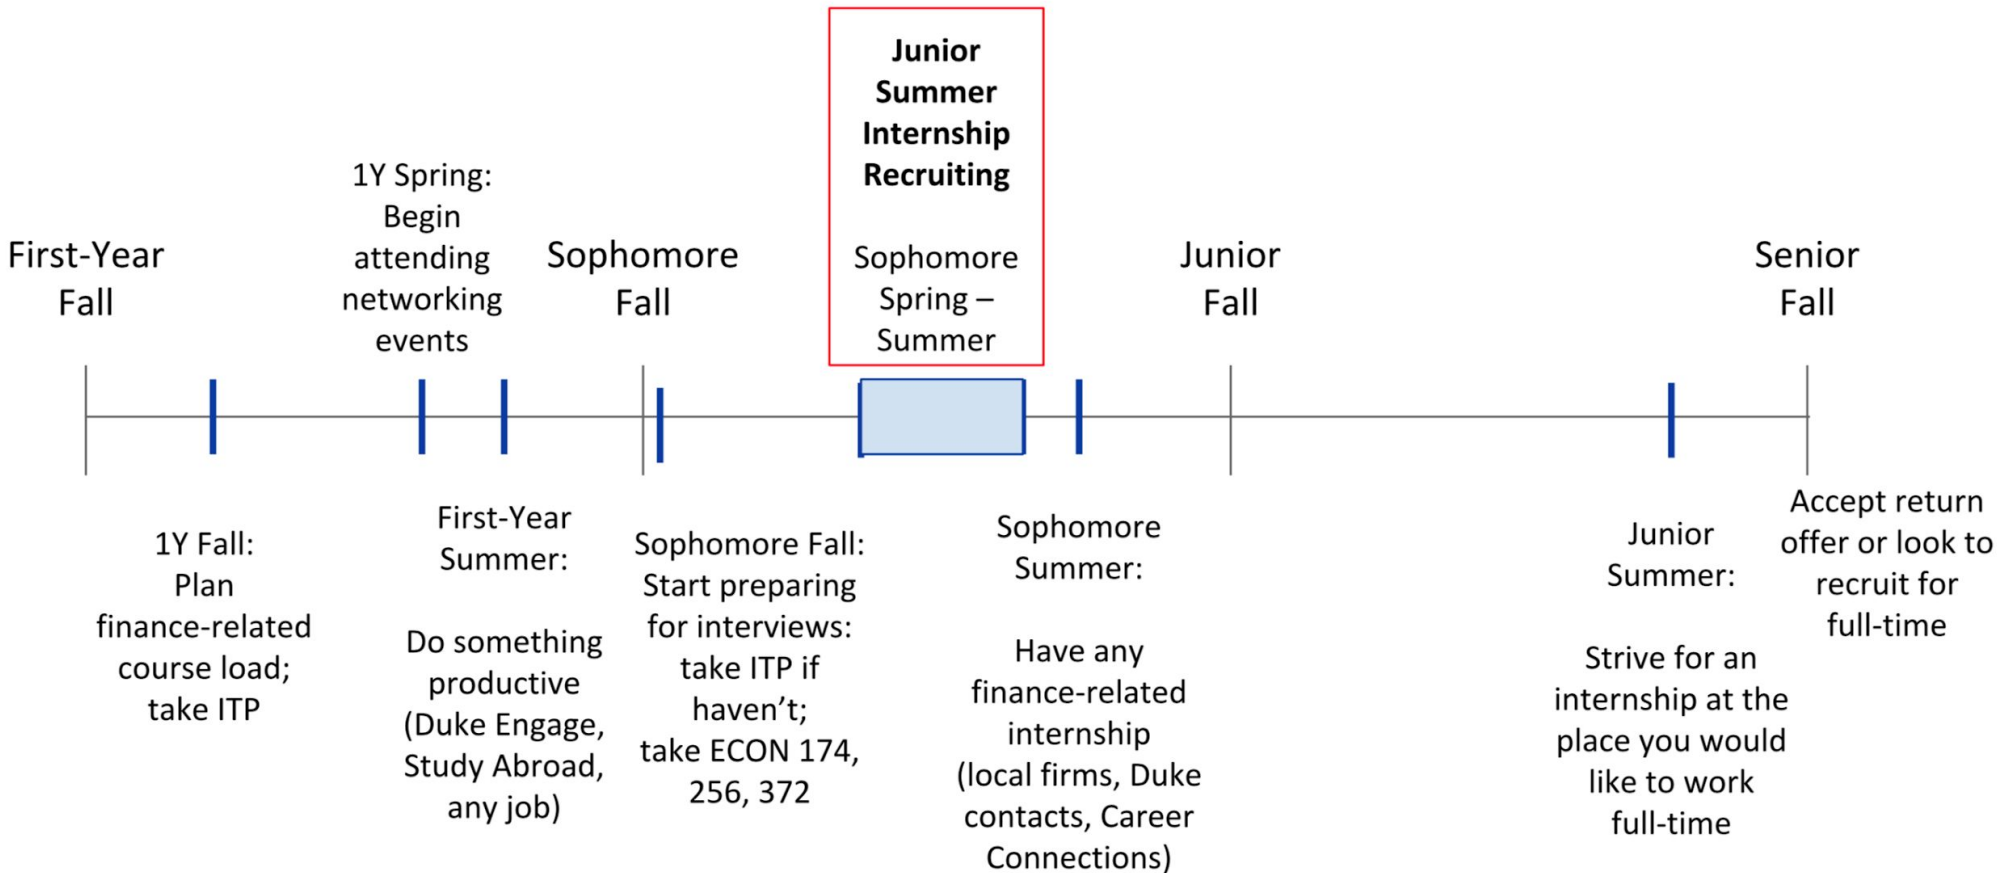 First-Year
Fall
1Y Spring:
Begin
attending
networking
events
Sophomore
Fall
Junior
Summer
Internship
Recruiting
Sophomore
Spring –
Summer
Junior
Fall
Senior
Fall
1Y Fall:
Plan
finance-related
course load;
take ITP
First-Year
Summer:
Do something
productive
(Duke Engage,
Study Abroad,
any job)
Sophomore Fall:
Start preparing
for interviews:
take ITP if
haven’t;
take ECON 174,
256, 372
Sophomore
Summer:
Have any
finance-related
internship
(local firms, Duke
contacts, Career
Connections)
Junior
Summer:
Strive for an
internship at the
place you would
like to work
full-time
Accept return
offer or look to
recruit for
full-time